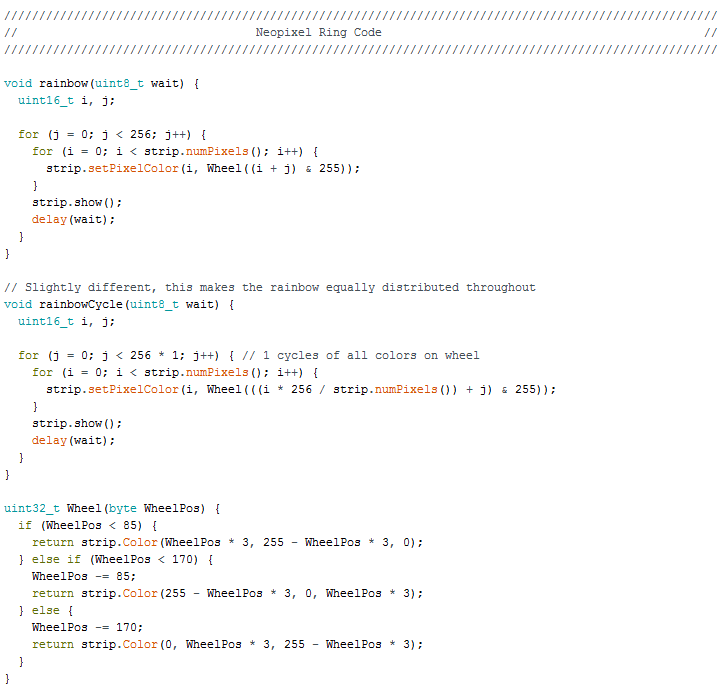 //////////////////////////////////////////////////////////////////////////////////////////////////////
//                                  Neopixel Ring Code                                              //
//////////////////////////////////////////////////////////////////////////////////////////////////////

void rainbow(uint8_t wait) {
  uint16_t i, j;

  for (j = 0; j < 256; j++) {
    for (i = 0; i < strip.numPixels(); i++) {
      strip.setPixelColor(i, Wheel((i + j) & 255));
    }
    strip.show();
    delay(wait);
  }
}

// Slightly different, this makes the rainbow equally distributed throughout
void rainbowCycle(uint8_t wait) {
  uint16_t i, j;

  for (j = 0; j < 256 * 1; j++) { // 1 cycles of all colors on wheel
    for (i = 0; i < strip.numPixels(); i++) {
      strip.setPixelColor(i, Wheel(((i * 256 / strip.numPixels()) + j) & 255));
    }
    strip.show();
    delay(wait);
  }
}

uint32_t Wheel(byte WheelPos) {
  if (WheelPos < 85) {
    return strip.Color(WheelPos * 3, 255 - WheelPos * 3, 0);
  } else if (WheelPos < 170) {
    WheelPos -= 85;
    return strip.Color(255 - WheelPos * 3, 0, WheelPos * 3);
  } else {
    WheelPos -= 170;
    return strip.Color(0, WheelPos * 3, 255 - WheelPos * 3);
  }
}